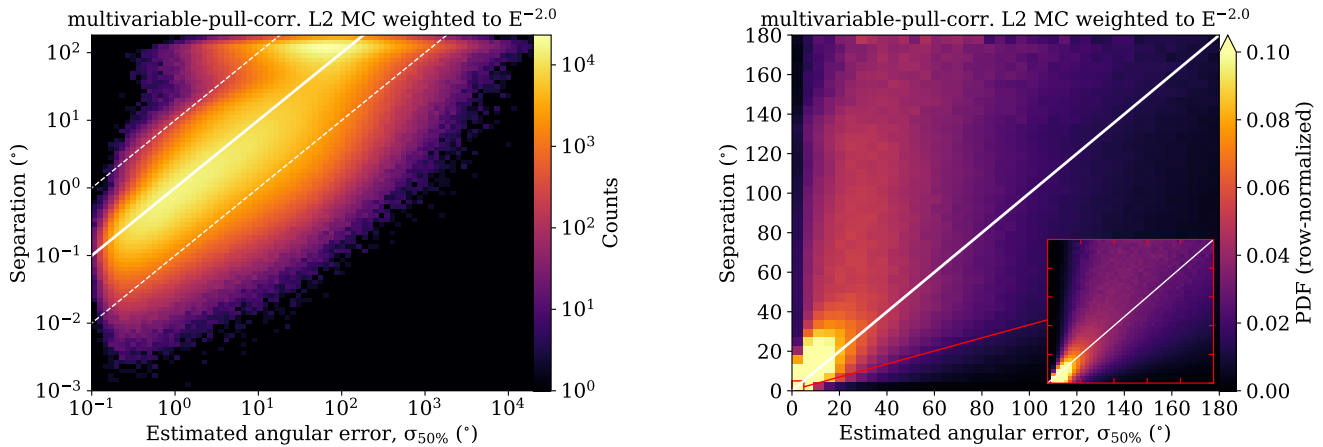 multivariable-pull-corr. L2 MC weighted to E^−2.0
10^2
10^1
10^0
10^−1
10^−2
10^−3
Separation (°)
10^−1 10^0 10^1 10^2 10^3 10^4
Estimated angular error, σ50% (°)
10^4
10^3
10^2
10^1
10^0
Counts
multivariable-pull-corr. L2 MC weighted to E^−2.0
180
160
140
120
100
80
60
40
20
0
Separation (°)
0 20 40 60 80 100 120 140 160 180
Estimated angular error, σ50% (°)
0.10
0.08
0.06
0.04
0.02
0.00
PDF (row-normalized)